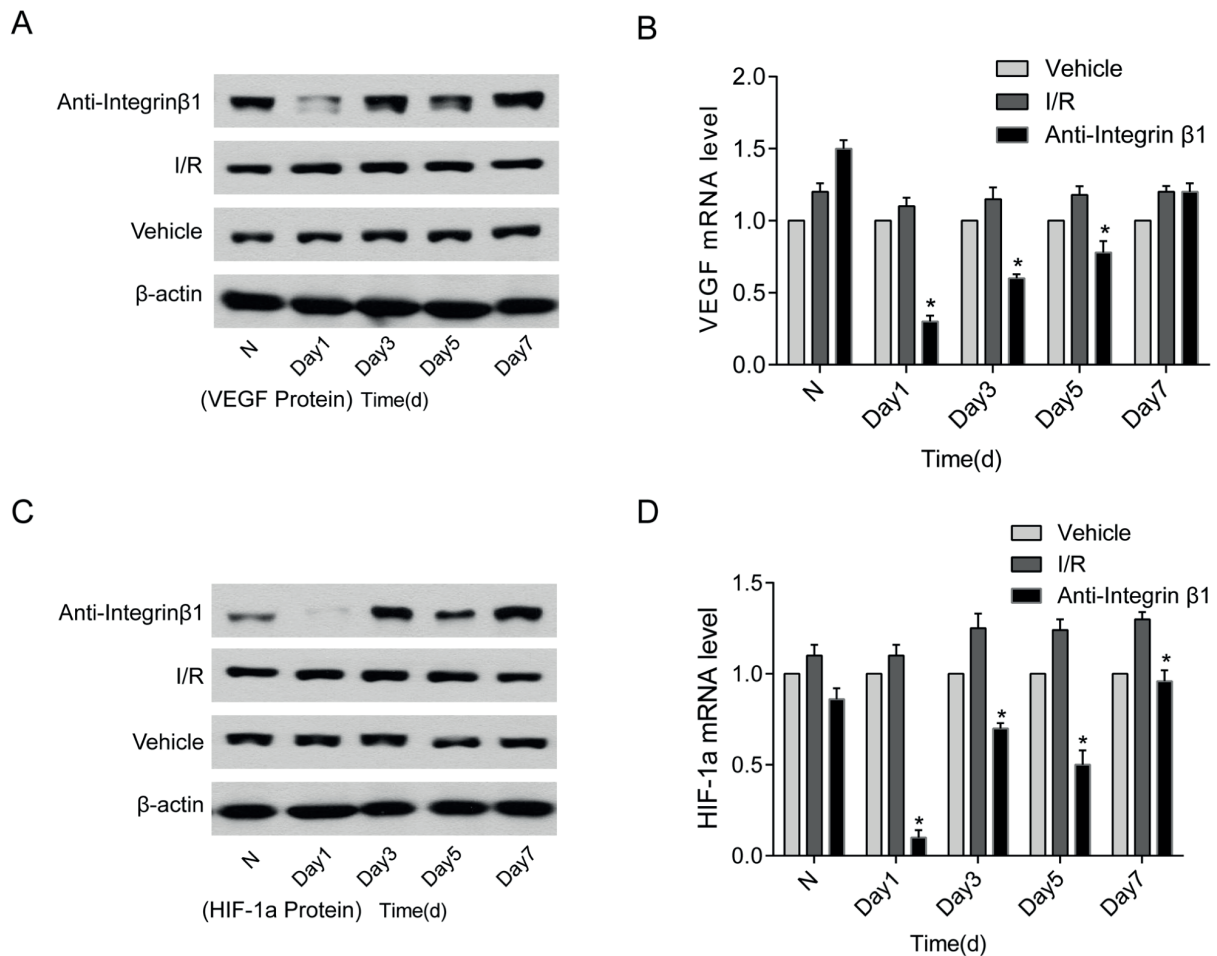 A
Anti-Integrinβ1
I/R
Vehicle
β-actin
N
Day1
Day3
Day5
Day7
(VEGF Protein) Time(d)
B
Vehicle
I/R
Anti-Integrin β1
VEGF mRNA level
2.0
1.5
1.0
0.5
0.0
*
*
*
N
Day1
Day3
Day5
Day7
Time(d)
C
Anti-Integrinβ1
I/R
Vehicle
β-actin
N
Day1
Day3
Day5
Day7
(HIF-1a Protein) Time(d)
D
Vehicle
I/R
Anti-Integrin β1
HIF-1a mRNA level
1.5
1.0
0.5
0.0
*
*
*
*
N
Day1
Day3
Day5
Day7
Time(d)